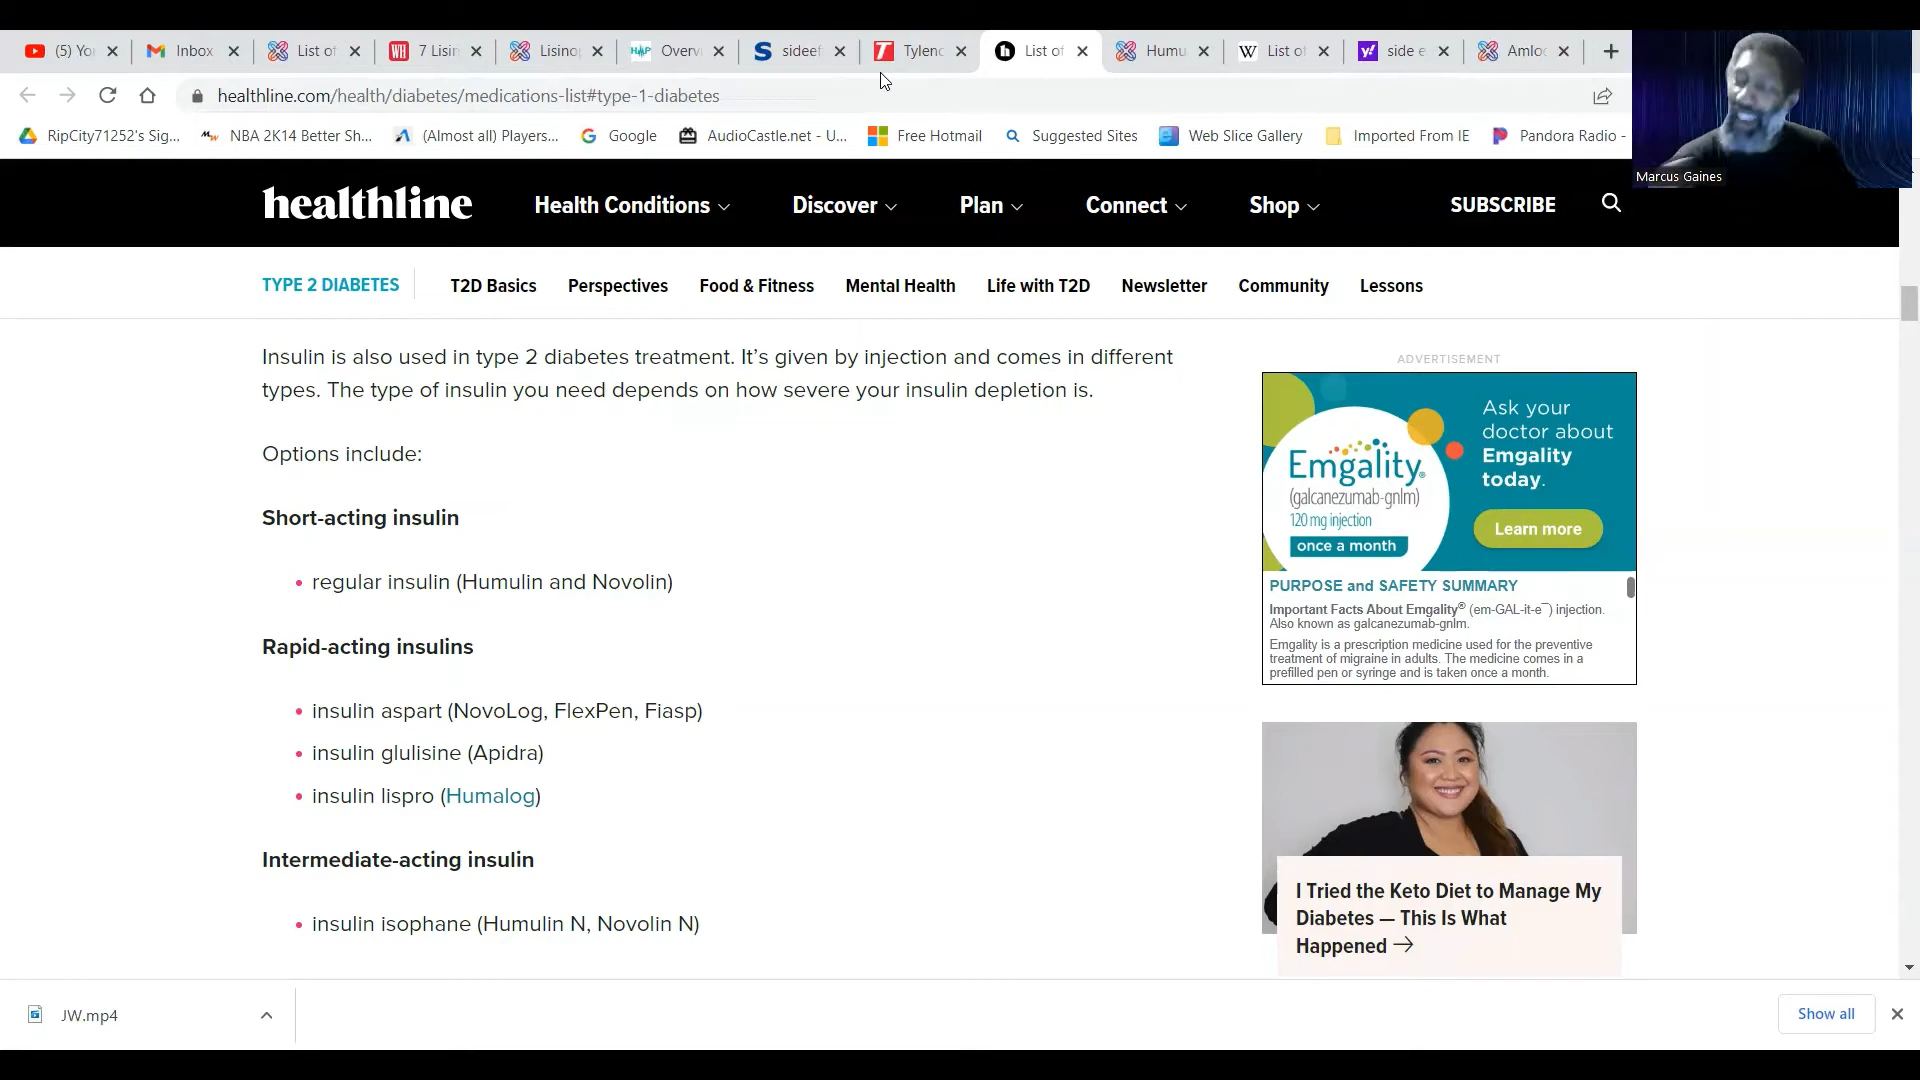 (5) Yo
Inbox
List of
WH
7 Lisin
Lisinop
HAP
Overv
S
sideef
T
Tylenc
h
List of
Humu
W
List of
y!
side e
Amloc
healthline.com/health/diabetes/medications-list#type-1-diabetes
RipCity71252's Sig...
NBA 2K14 Better Sh...
(Almost all) Players...
Google
AudioCastle.net - U...
Free Hotmail
Suggested Sites
Web Slice Gallery
Imported From IE
Pandora Radio -
Marcus Gaines
healthline
Health Conditions
Discover
Plan
Connect
Shop
SUBSCRIBE
TYPE 2 DIABETES
T2D Basics
Perspectives
Food & Fitness
Mental Health
Life with T2D
Newsletter
Community
Lessons
Insulin is also used in type 2 diabetes treatment. It’s given by injection and comes in different
types. The type of insulin you need depends on how severe your insulin depletion is.
Options include:
Short-acting insulin
• regular insulin (Humulin and Novolin)
Rapid-acting insulins
• insulin aspart (NovoLog, FlexPen, Fiasp)
• insulin glulisine (Apidra)
• insulin lispro (Humalog)
Intermediate-acting insulin
• insulin isophane (Humulin N, Novolin N)
ADVERTISEMENT
Emgality®
(galcanezumab-gnlm)
120 mg injection
once a month
Ask your
doctor about
Emgality
today.
Learn more
PURPOSE and SAFETY SUMMARY
Important Facts About Emgality® (em-GAL-it-e¯) injection.
Also known as galcanezumab-gnlm.
Emgality is a prescription medicine used for the preventive
treatment of migraine in adults. The medicine comes in a
prefilled pen or syringe and is taken once a month.
I Tried the Keto Diet to Manage My
Diabetes — This Is What
Happened →
JW.mp4
Show all